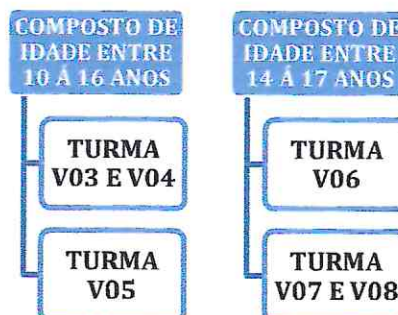 COMPOSTO DE
IDADE ENTRE
10 Á 16 ANOS
TURMA
V03 E V04
TURMA
V05
COMPOSTO DE
IDADE ENTRE
14 Á 17 ANOS
TURMA
V06
TURMA
V07 E V08